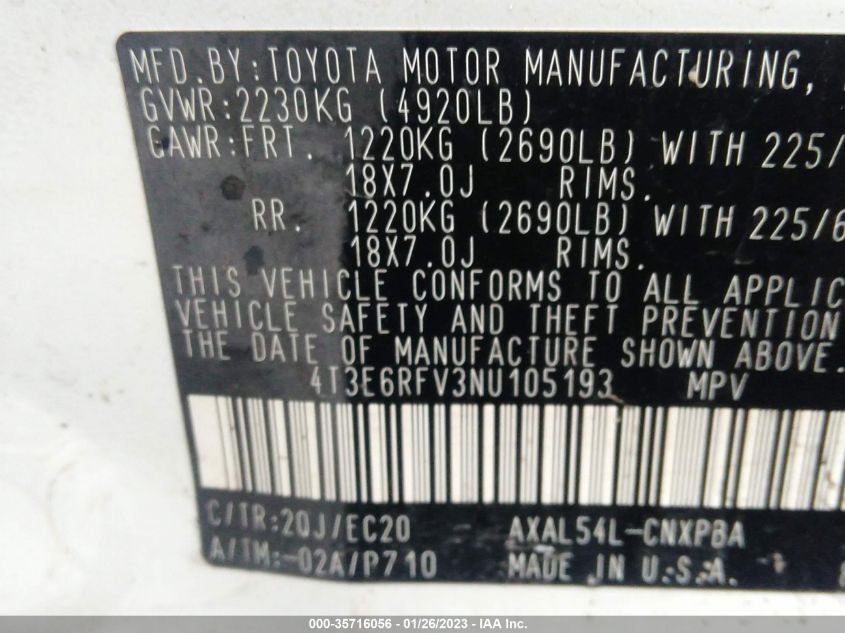 MFD.BY:TOYOTA MOTOR MANUFACTURING,
GVWR:2230KG (4920LB)
GAWR:FRT. 1220KG (2690LB) WITH 225/
18X7.0J RIMS.
RR. 1220KG (2690LB) WITH 225/6
18X7.0J RIMS.
THIS VEHICLE CONFORMS TO ALL APPLIC
VEHICLE SAFETY AND THEFT PREVENTION
THE DATE OF MANUFACTURE SHOWN ABOVE.
4T3E6RFV3NU105193 MPV
C/TR:20J/EC20 AXAL54L-CNXPBA
A/TM:-02A/P710 MADE IN U.S.A.
000-35716056 - 01/26/2023 - IAA Inc.